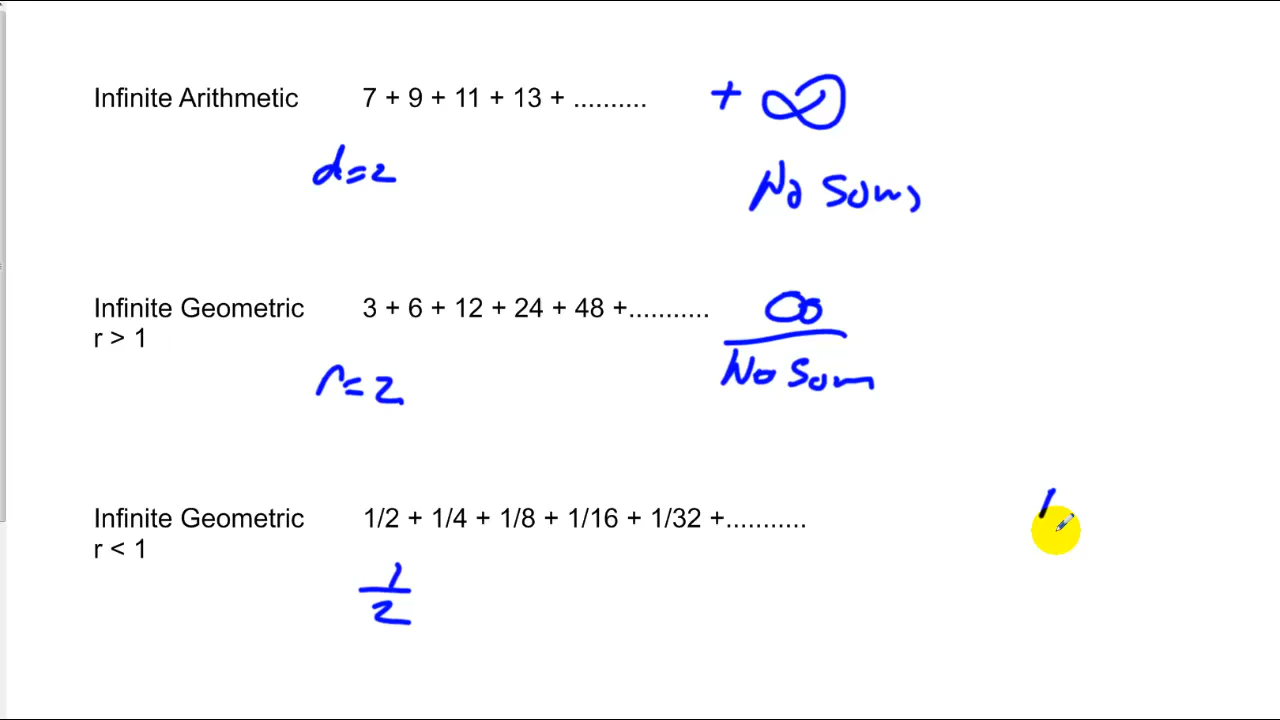 Infinite Arithmetic 7 + 9 + 11 + 13 + .......... + ∞
d=2 No Sum,
Infinite Geometric 3 + 6 + 12 + 24 + 48 +........... ∞
r > 1 No Sum
r=2
Infinite Geometric 1/2 + 1/4 + 1/8 + 1/16 + 1/32 +...........
r < 1
1
2